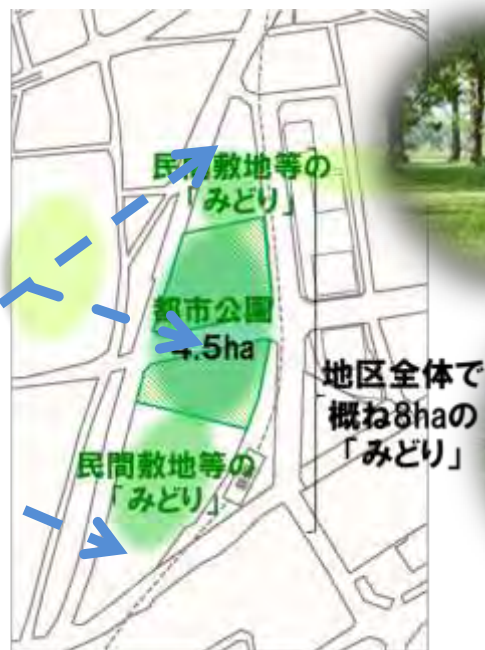 民間敷地等の
「みどり」
都市公園
4.5ha
地区全体で
概ね8haの
「みどり」
民間敷地等の
「みどり」